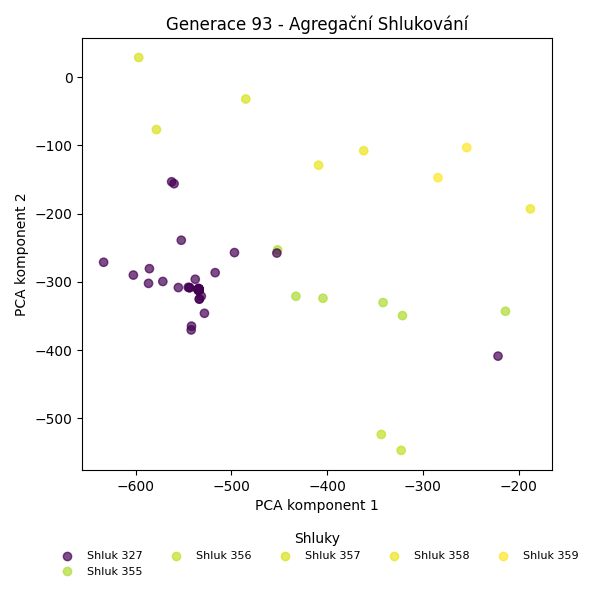 Generace 93 - Agregační Shlukování
PCA komponent 2
0
−100
−200
−300
−400
−500
−600
−500
−400
−300
−200
PCA komponent 1
Shluky
Shluk 327
Shluk 356
Shluk 357
Shluk 358
Shluk 359
Shluk 355